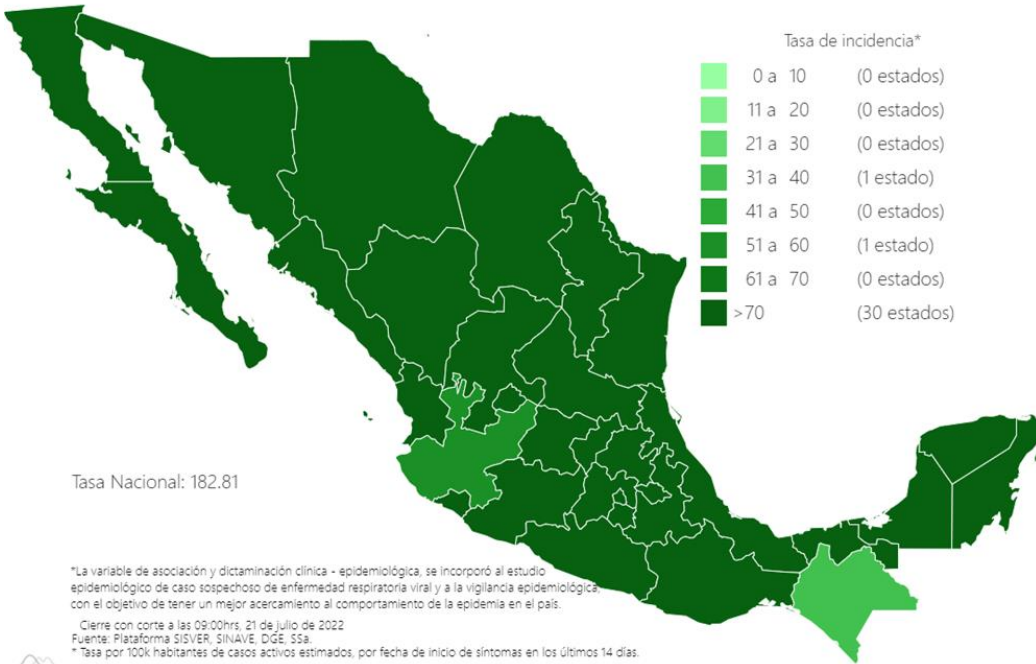 Tasa de incidencia*
0 a 10 (0 estados)
11 a 20 (0 estados)
21 a 30 (0 estados)
31 a 40 (1 estado)
41 a 50 (0 estados)
51 a 60 (1 estado)
61 a 70 (0 estados)
>70 (30 estados)
Tasa Nacional: 182.81
*La variable de asociación y dictaminación clínica - epidemiológica, se incorporó al estudio
epidemiológico de caso sospechoso de enfermedad respiratoria viral y a la vigilancia epidemiológica,
con el objetivo de tener un mejor acercamiento al comportamiento de la epidemia en el país.
Cierre con corte a las 09:00hrs, 21 de julio de 2022
Fuente: Plataforma SISVER, SINAVE, DGE, SSa.
* Tasa por 100k habitantes de casos activos estimados, por fecha de inicio de síntomas en los últimos 14 días.